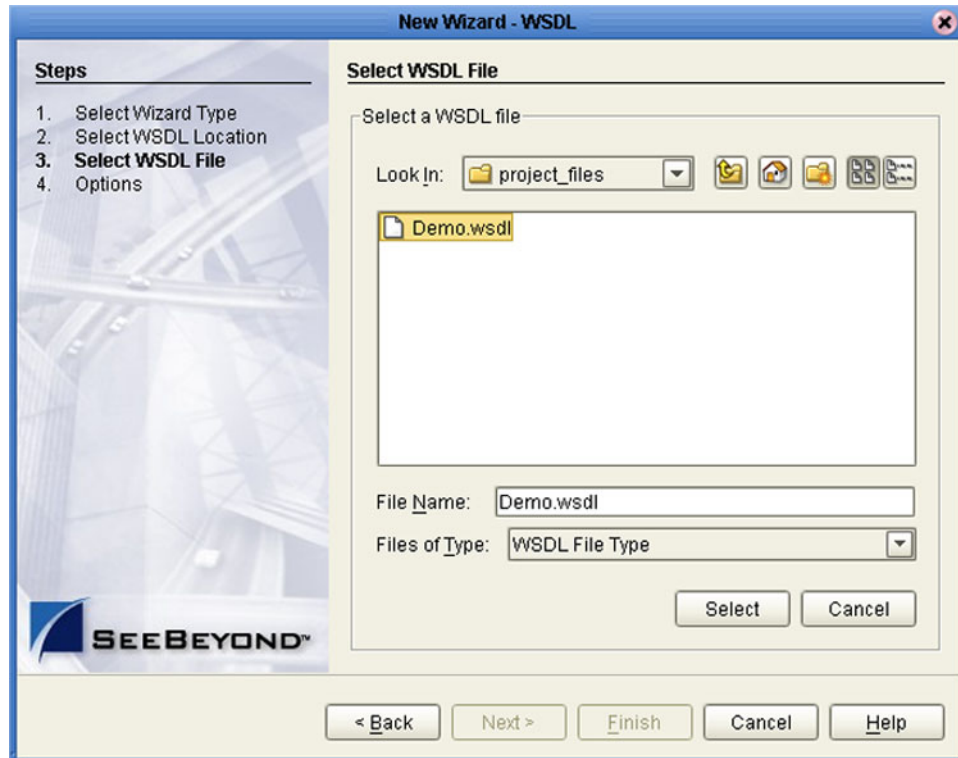 New Wizard - WSDL
Steps
1. Select Wizard Type
2. Select WSDL Location
3. Select WSDL File
4. Options
SEEBEYOND™
Select WSDL File
Select a WSDL file
Look In: project_files
Demo.wsdl
File Name: Demo.wsdl
Files of Type: WSDL File Type
Select Cancel
< Back Next > Finish Cancel Help